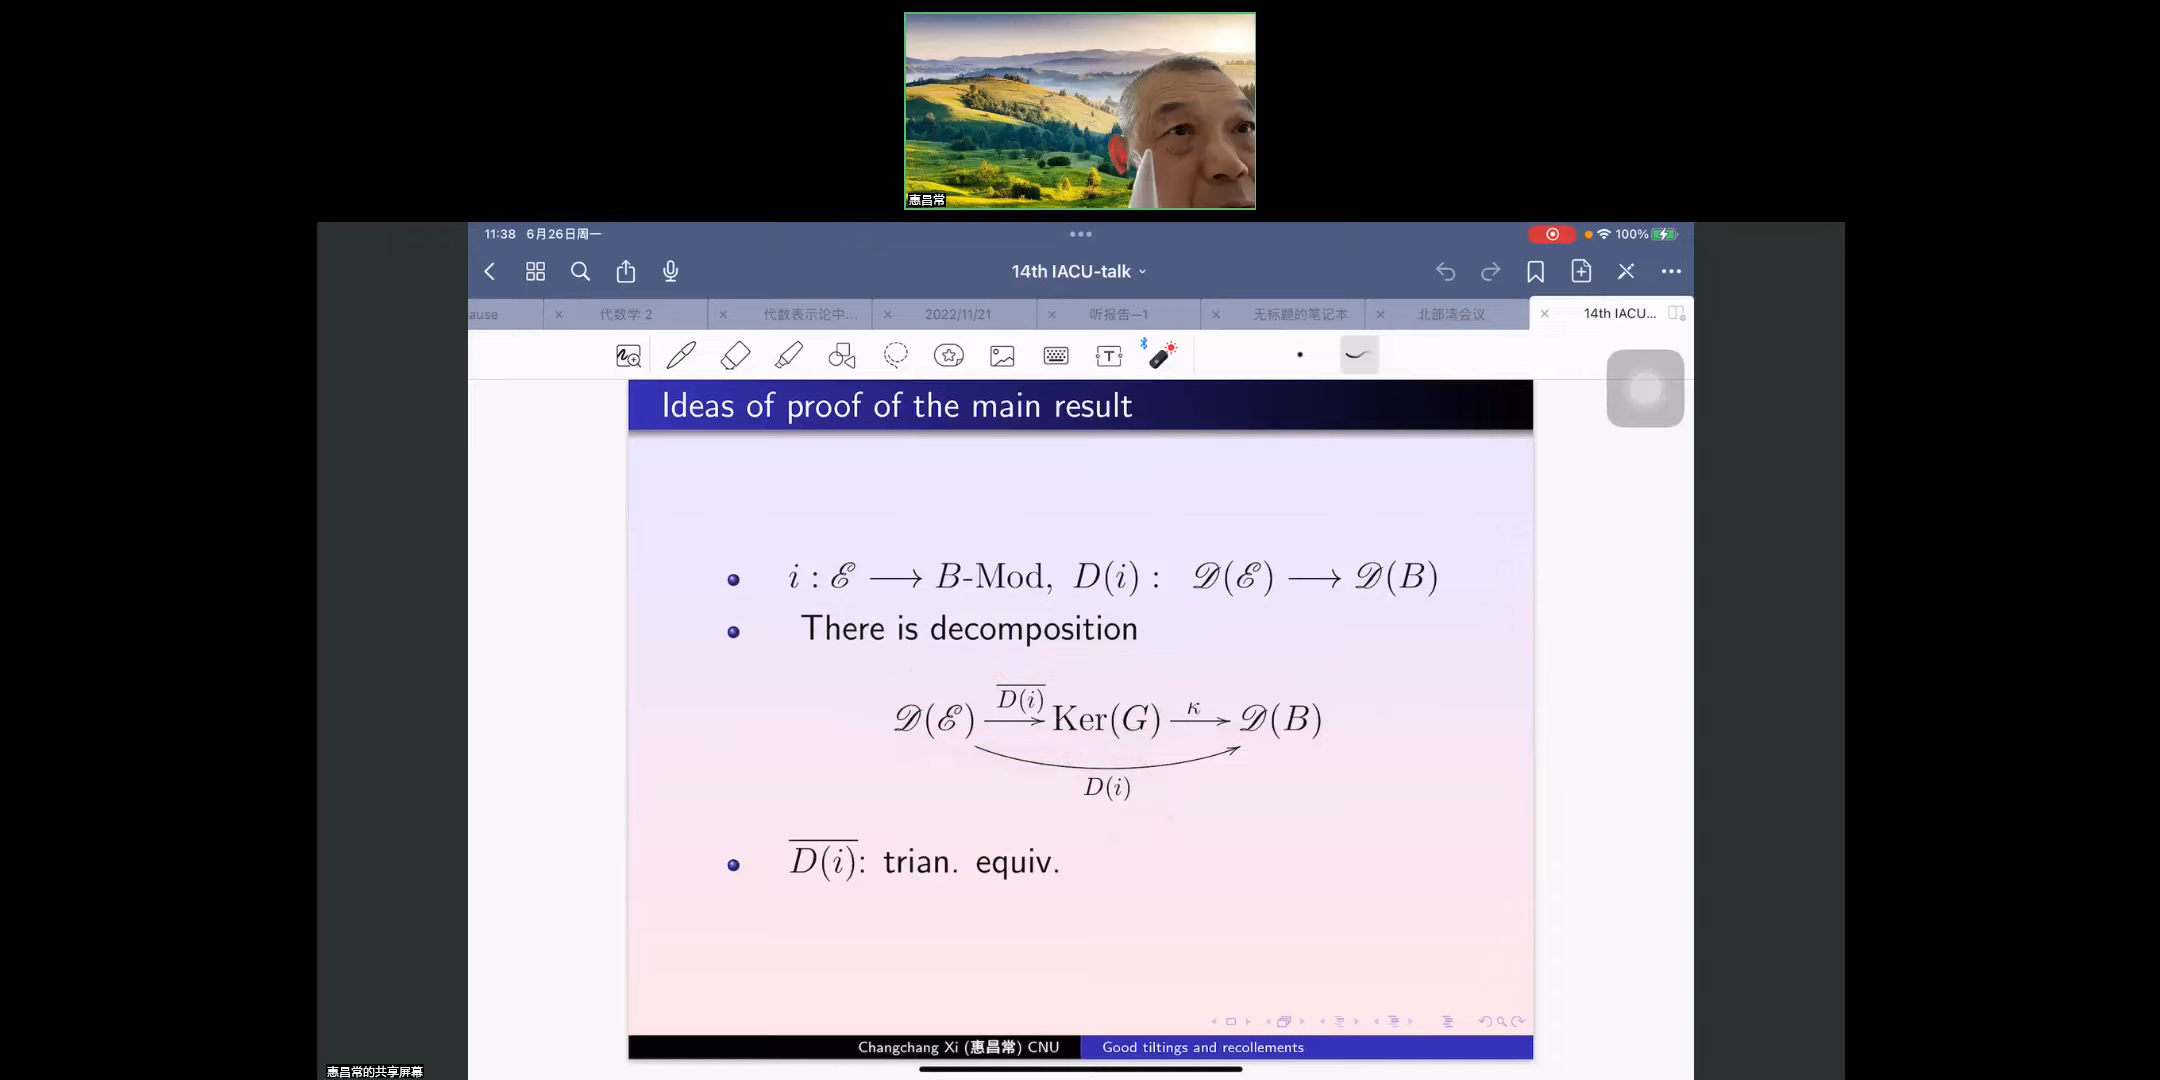 惠昌常
11:38 6月26日周一
100%
14th IACU-talk
ause
代数学 2
代数表示论中...
2022/11/21
听报告—1
无标题的笔记本
北部湾会议
14th IACU...
Ideas of proof of the main result
i : ℰ ⟶ B-Mod, D(i) : 𝒟(ℰ) ⟶ 𝒟(B)
There is decomposition
\overline{D(i)} κ
𝒟(ℰ) ⟶ Ker(G) ⟶ 𝒟(B)
D(i)
\overline{D(i)}: trian. equiv.
Changchang Xi (惠昌常) CNU Good tiltings and recollements
惠昌常的共享屏幕